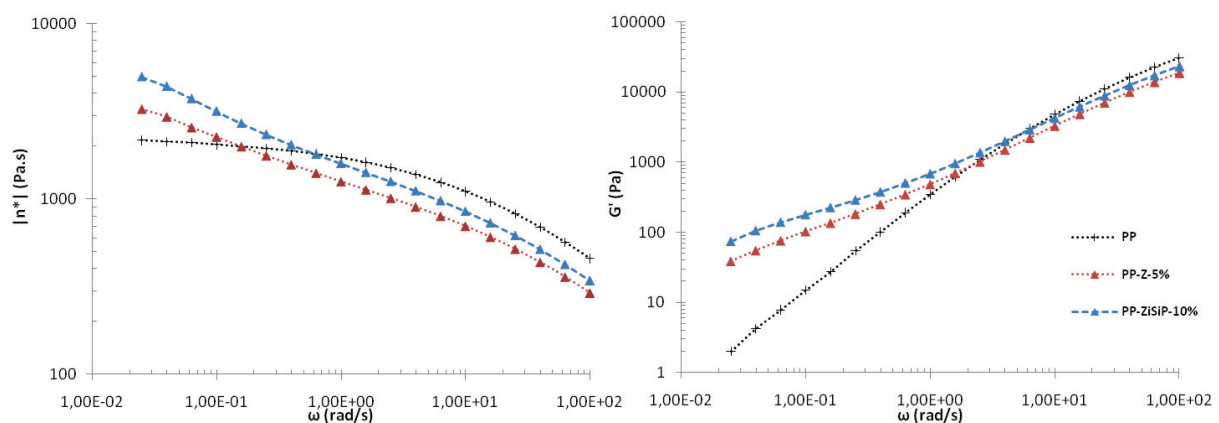 10000
1000
100
|n*| (Pa.s)
1,00E-02 1,00E-01 1,00E+00 1,00E+01 1,00E+02
ω (rad/s)
100000
10000
1000
100
10
1
G' (Pa)
PP
PP-Z-5%
PP-ZiSiP-10%
1,00E-02 1,00E-01 1,00E+00 1,00E+01 1,00E+02
ω (rad/s)